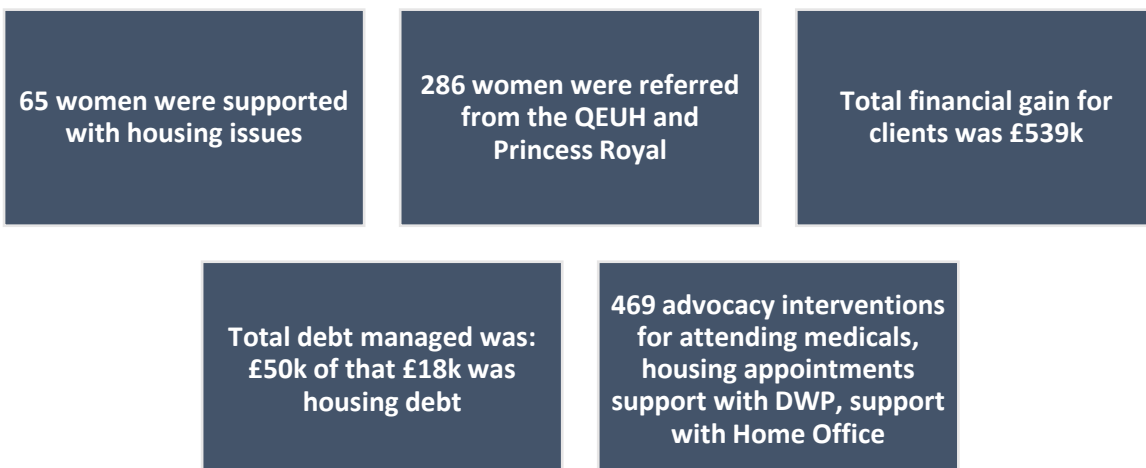 65 women were supported
with housing issues
286 women were referred
from the QEUH and
Princess Royal
Total financial gain for
clients was £539k
Total debt managed was:
£50k of that £18k was
housing debt
469 advocacy interventions
for attending medicals,
housing appointments
support with DWP, support
with Home Office